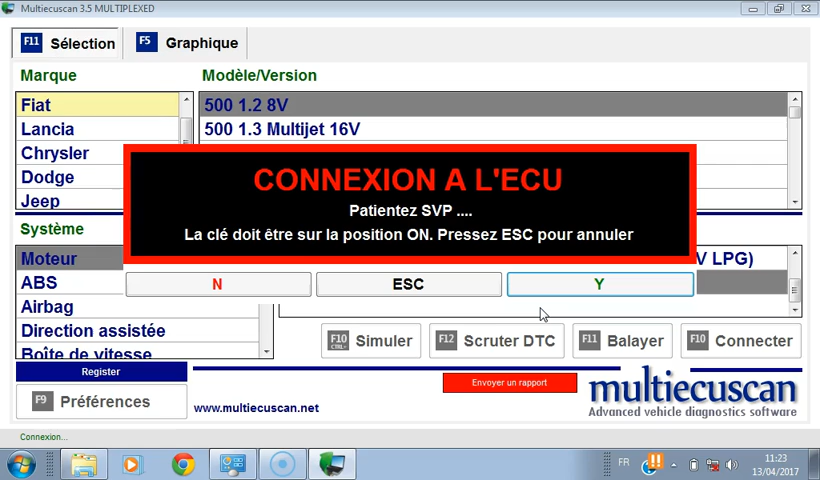 Multiecuscan 3.5 MULTIPLEXED
F11 Sélection F5 Graphique
Marque Modèle/Version
Fiat 500 1.2 8V
Lancia 500 1.3 Multijet 16V
Chrysler
Dodge
Jeep
CONNEXION A L'ECU
Patientez SVP ....
La clé doit être sur la position ON. Pressez ESC pour annuler
Système
Moteur V LPG)
N ESC Y
ABS
Airbag
Direction assistée
Boîte de vitesse
F10 CTRL+ Simuler F12 Scruter DTC F11 Balayer F10 Connecter
Register
Envoyer un rapport
F9 Préférences
www.multiecuscan.net
multiecuscan
Advanced vehicle diagnostics software
Connexion...
FR
11:23
13/04/2017